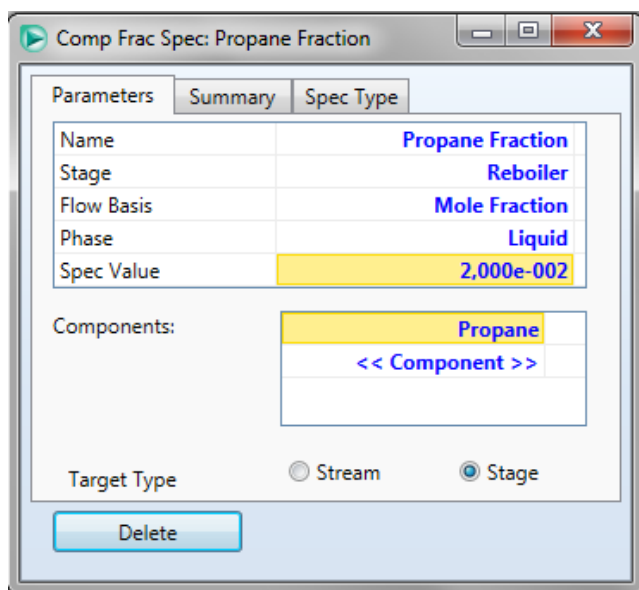 Comp Frac Spec: Propane Fraction
Parameters Summary Spec Type
Name Propane Fraction
Stage Reboiler
Flow Basis Mole Fraction
Phase Liquid
Spec Value 2,000e-002
Components: Propane
<< Component >>
Target Type Stream Stage
Delete